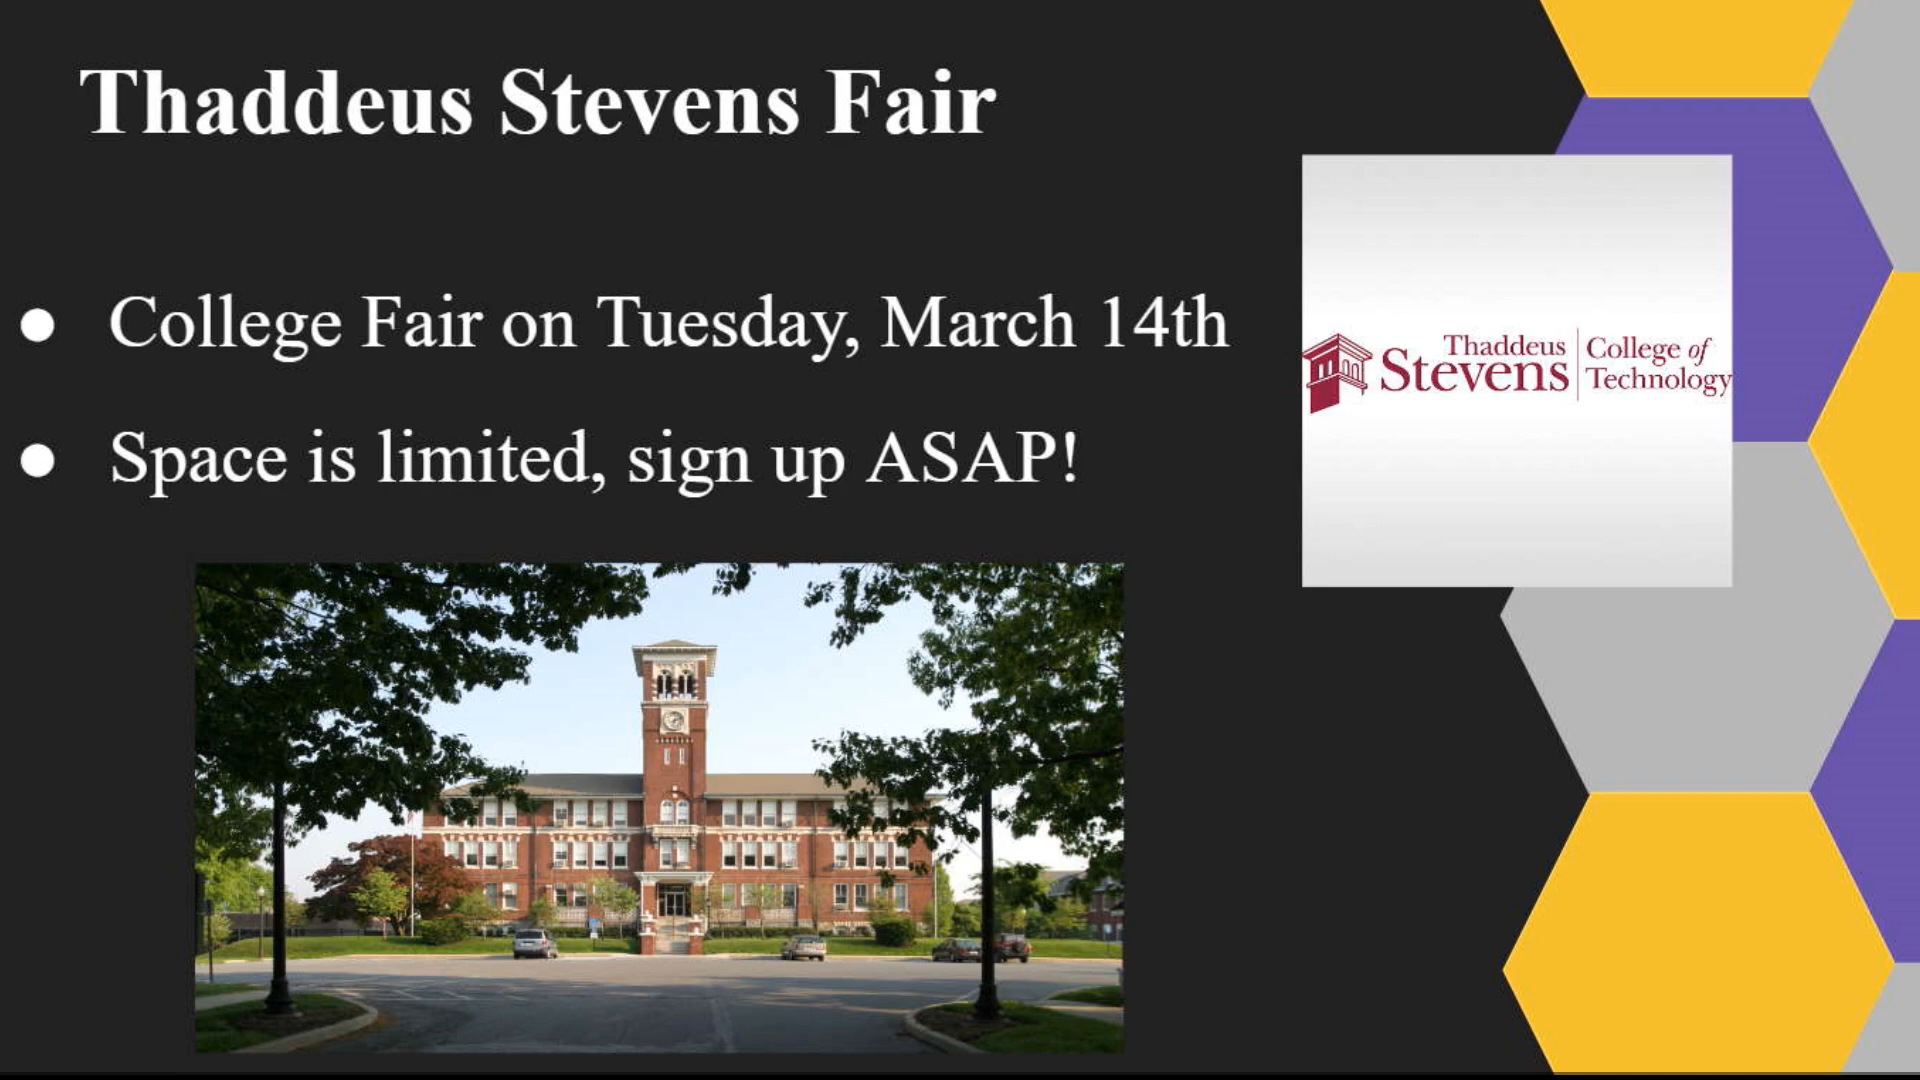 Thaddeus Stevens Fair
● College Fair on Tuesday, March 14th
● Space is limited, sign up ASAP!
Thaddeus
Stevens
College of
Technology